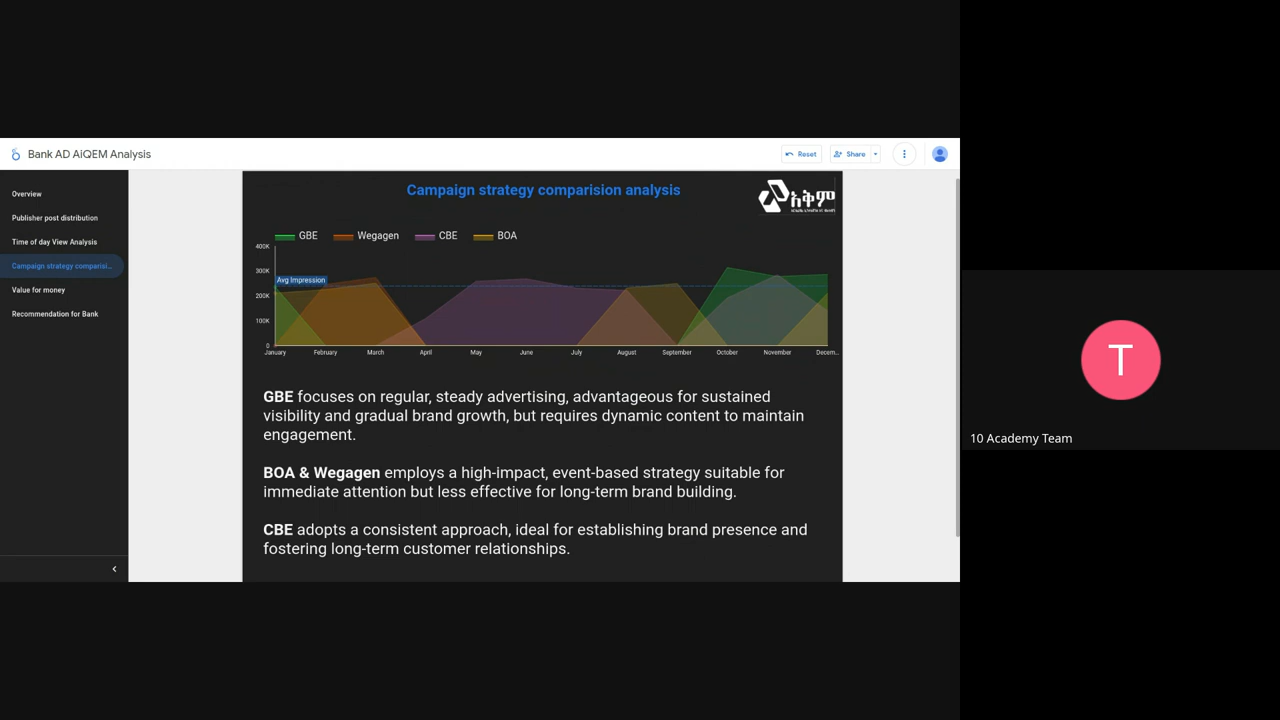 Bank AD AiQEM Analysis
Reset
Share
Overview
Publisher post distribution
Time of day View Analysis
Campaign strategy comparisi...
Value for money
Recommendation for Bank
Campaign strategy comparision analysis
አቅም
GBE
Wegagen
CBE
BOA
400K
300K
200K
100K
0
Avg Impression
January
February
March
April
May
June
July
August
September
October
November
Decem...
GBE focuses on regular, steady advertising, advantageous for sustained
visibility and gradual brand growth, but requires dynamic content to maintain
engagement.
BOA & Wegagen employs a high-impact, event-based strategy suitable for
immediate attention but less effective for long-term brand building.
CBE adopts a consistent approach, ideal for establishing brand presence and
fostering long-term customer relationships.
T
10 Academy Team